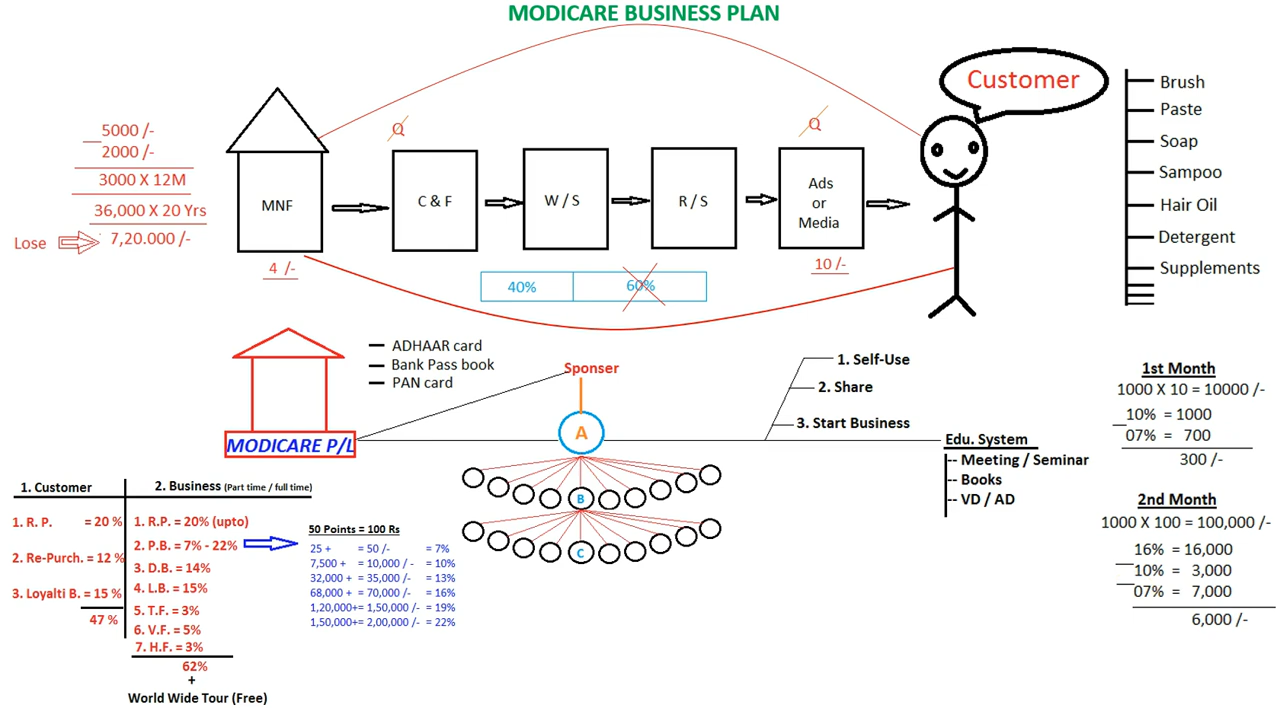 MODICARE BUSINESS PLAN
5000 /-
2000 /-
3000 X 12M
36,000 X 20 Yrs
Lose
7,20.000 /-
MNF
4 /-
Q
C & F
W / S
R / S
Q
Ads
or
Media
10 /-
40%
60%
Customer
Brush
Paste
Soap
Sampoo
Hair Oil
Detergent
Supplements
MODICARE P/L
ADHAAR card
Bank Pass book
PAN card
Sponser
A
B
C
1. Self-Use
2. Share
3. Start Business
Edu. System
-- Meeting / Seminar
-- Books
-- VD / AD
1st Month
1000 X 10 = 10000 /-
10% = 1000
07% = 700
300 /-
2nd Month
1000 X 100 = 100,000 /-
16% = 16,000
10% = 3,000
07% = 7,000
6,000 /-
1. Customer
1. R. P. = 20 %
2. Re-Purch. = 12 %
3. Loyalti B. = 15 %
47 %
2. Business (Part time / full time)
1. R.P. = 20% (upto)
2. P.B. = 7% - 22%
3. D.B. = 14%
4. L.B. = 15%
5. T.F. = 3%
6. V.F. = 5%
7. H.F. = 3%
62%
+
World Wide Tour (Free)
50 Points = 100 Rs
25 + = 50 /- = 7%
7,500 + = 10,000 / - = 10%
32,000 + = 35,000 /- = 13%
68,000 + = 70,000 /- = 16%
1,20,000+= 1,50,000 /- = 19%
1,50,000+= 2,00,000 /- = 22%